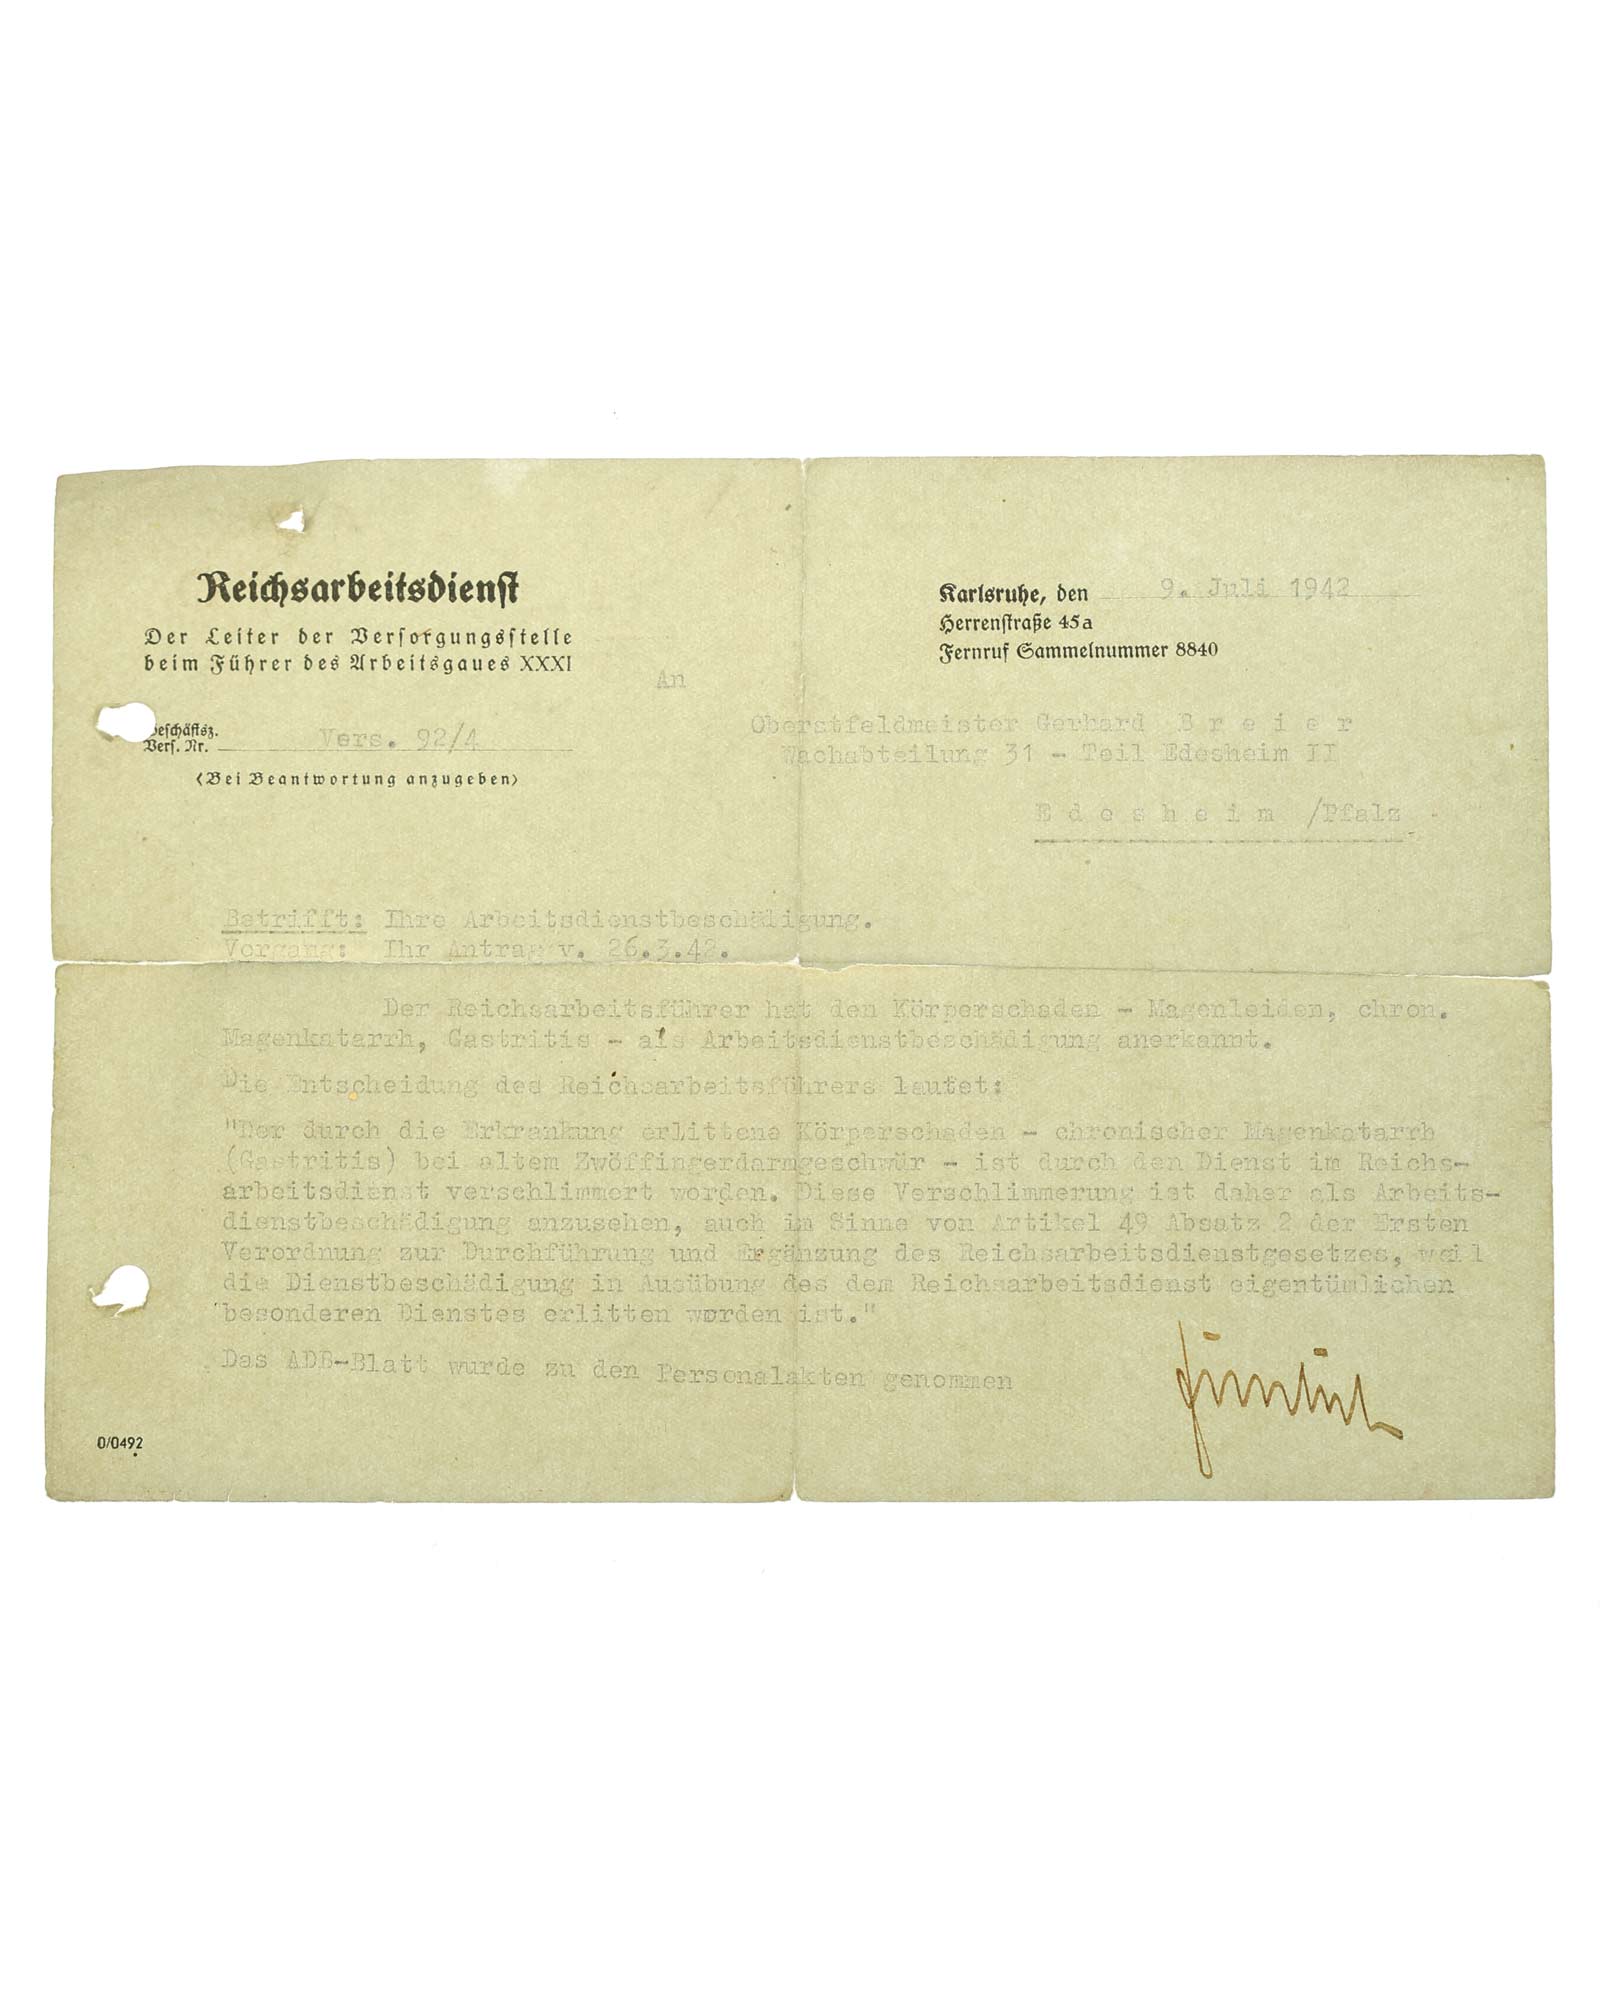 Reichsarbeitsdienst
Der Leiter der Versorgungsstelle
beim Führer des Arbeitsgaues XXXI
Karlsruhe, den 9. Juli 1942
Herrenstraße 45a
Fernruf Sammelnummer 8840
An
eschäftsz.
Vers. Nr. Vers. 92/4
(Bei Beantwortung anzugeben)
Oberstfeldmeister Gerhard B r e i e r
Wachabteilung 31 - Teil Edesheim II
E d e s h e i m /Pfalz
Betrifft: Ihre Arbeitsdienstbeschädigung.
Vorgang: Ihr Antrag v. 26.3.42.
Der Reichsarbeitsführer hat den Körperschaden - Magenleiden, chron.
Magenkatarrh, Gastritis - als Arbeitsdienstbeschädigung anerkannt.
Die Entscheidung des Reichsarbeitsführers lautet:
"Der durch die Erkrankung erlittene Körperschaden - chronischer Magenkatarrh
(Gastritis) bei altem Zwöffingerdarmgeschwür - ist durch den Dienst im Reichs-
arbeitsdienst verschlimmert worden. Diese Verschlimmerung ist daher als Arbeits-
dienstbeschädigung anzusehen, auch im Sinne von Artikel 49 Absatz 2 der Ersten
Verordnung zur Durchführung und Ergänzung des Reichsarbeitsdienstgesetzes, weil
die Dienstbeschädigung in Ausübung des dem Reichsarbeitsdienst eigentümlichen
besonderen Dienstes erlitten worden ist."
Das ADB-Blatt wurde zu den Personalakten genommen
0/0492